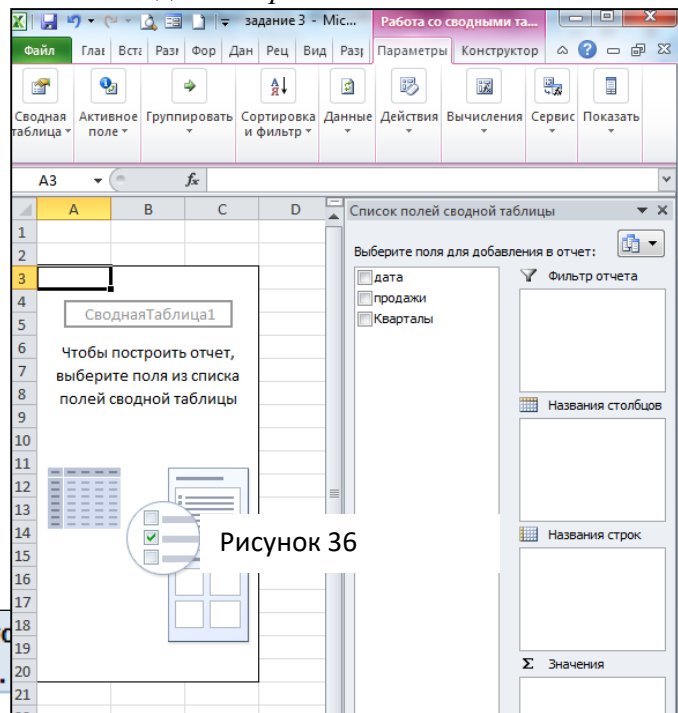 задание 3 - Mic...
Работа со сводными та...
Файл Глав Вста Разм Фор Дан Рец Вид Разр Параметры Конструктор
Сводная таблица
Активное поле
Группировать
Сортировка и фильтр
Данные
Действия
Вычисления
Сервис
Показать
A3
fx
A B C D
Список полей сводной таблицы
1
2
3
4
5
6
7
8
9
10
11
12
13
14
15
16
17
18
19
20
21
СводнаяТаблица1
Чтобы построить отчет,
выберите поля из списка
полей сводной таблицы
Рисунок 36
Выберите поля для добавления в отчет:
дата
продажи
Кварталы
Фильтр отчета
Названия столбцов
Названия строк
Σ Значения